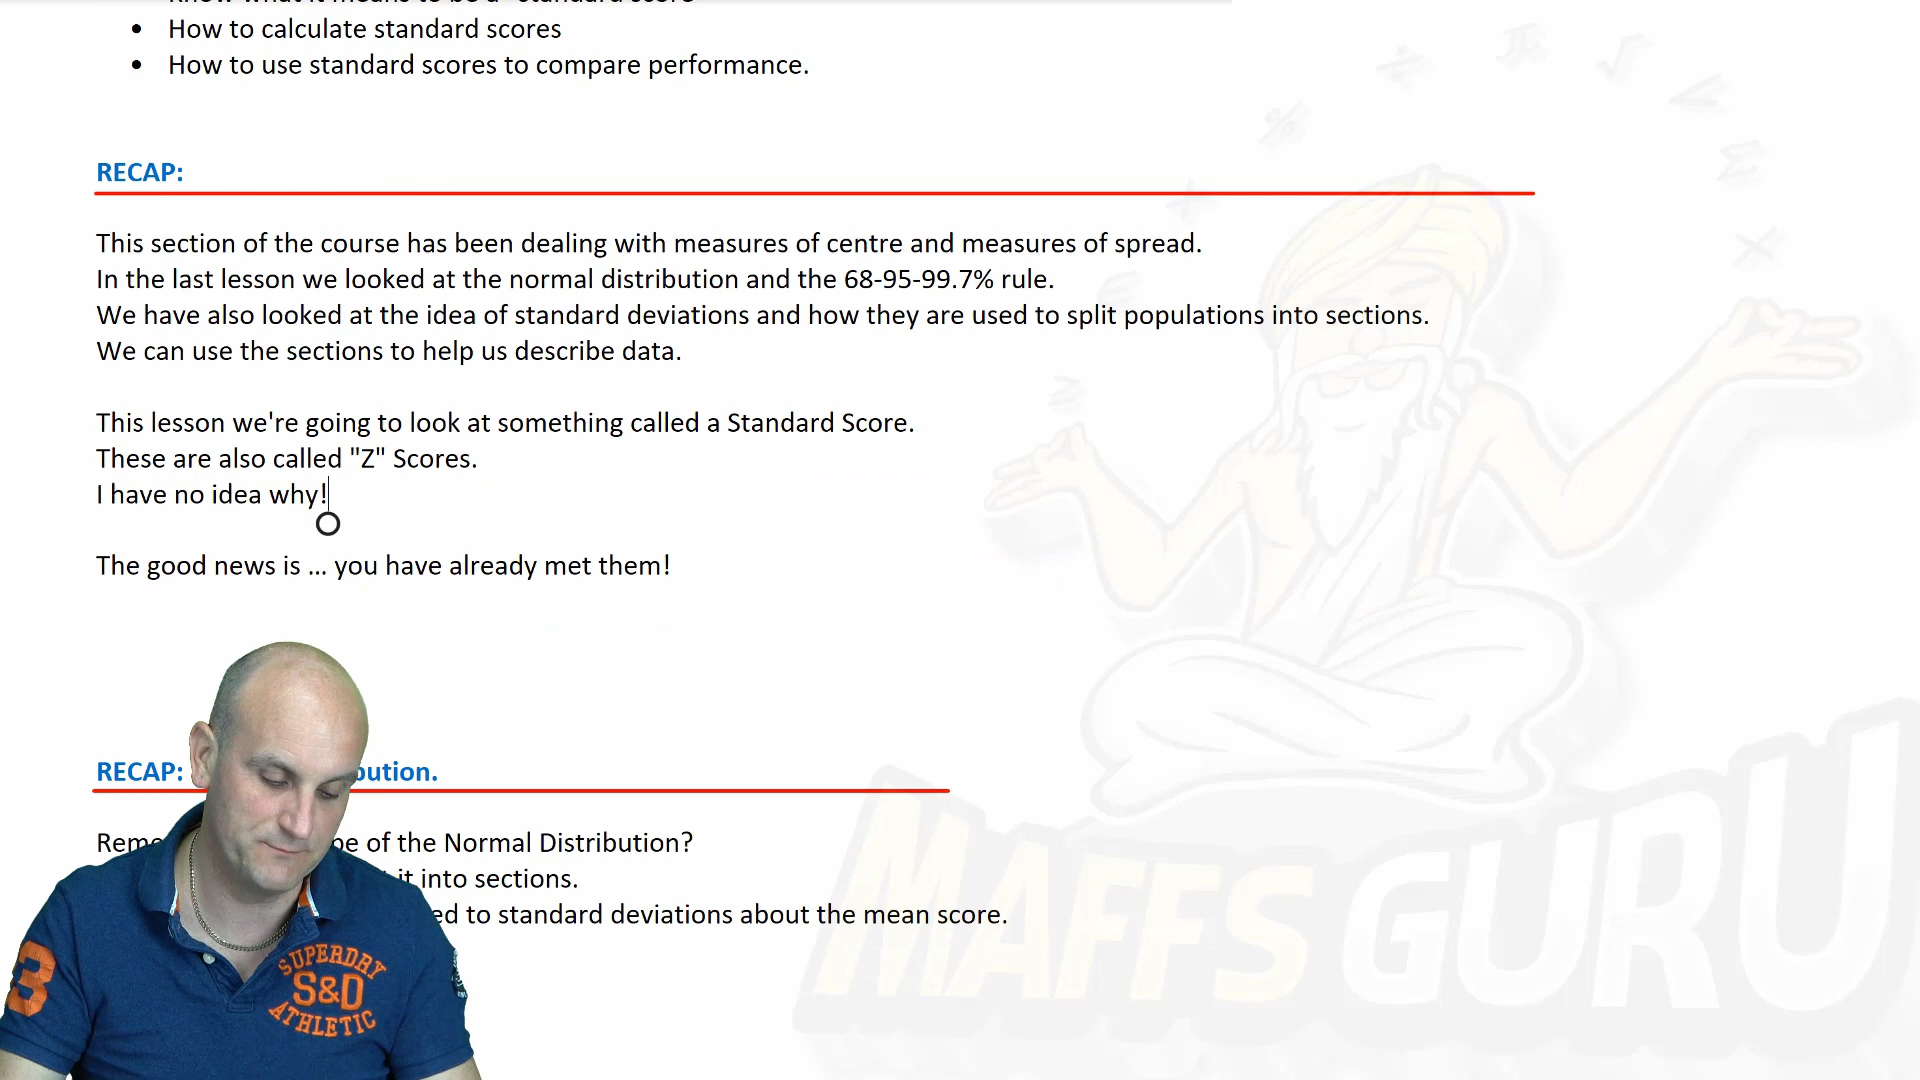 How to calculate standard scores
How to use standard scores to compare performance.
RECAP:
This section of the course has been dealing with measures of centre and measures of spread.
In the last lesson we looked at the normal distribution and the 68-95-99.7% rule.
We have also looked at the idea of standard deviations and how they are used to split populations into sections.
We can use the sections to help us describe data.
This lesson we're going to look at something called a Standard Score.
These are also called "Z" Scores.
I have no idea why!
The good news is ... you have already met them!
RECAP:
of the Normal Distribution?
it into sections.
to standard deviations about the mean score.
SUPERDRY
S&D
ATHLETIC
3
MAFFS GURU